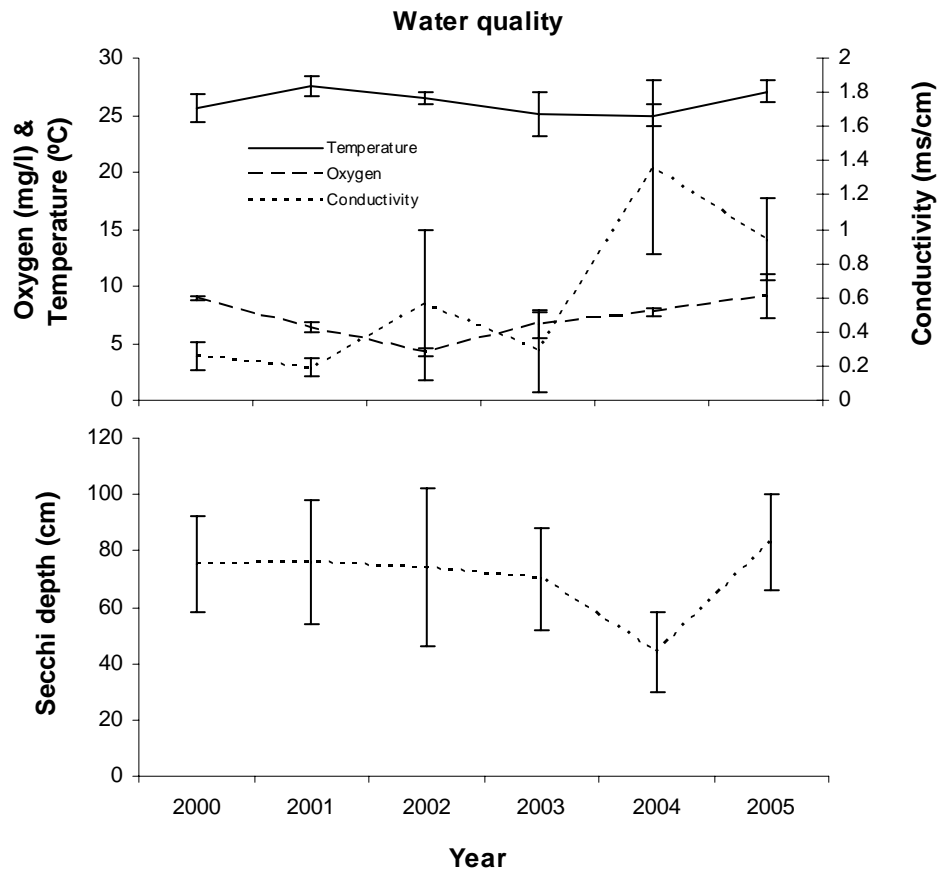 Water quality
30
25
20
15
10
5
0
Oxygen (mg/l) &
Temperature (ºC)
Temperature
Oxygen
Conductivity
2
1.8
1.6
1.4
1.2
1
0.8
0.6
0.4
0.2
0
Conductivity (ms/cm)
120
100
80
60
40
20
0
Secchi depth (cm)
2000 2001 2002 2003 2004 2005
Year